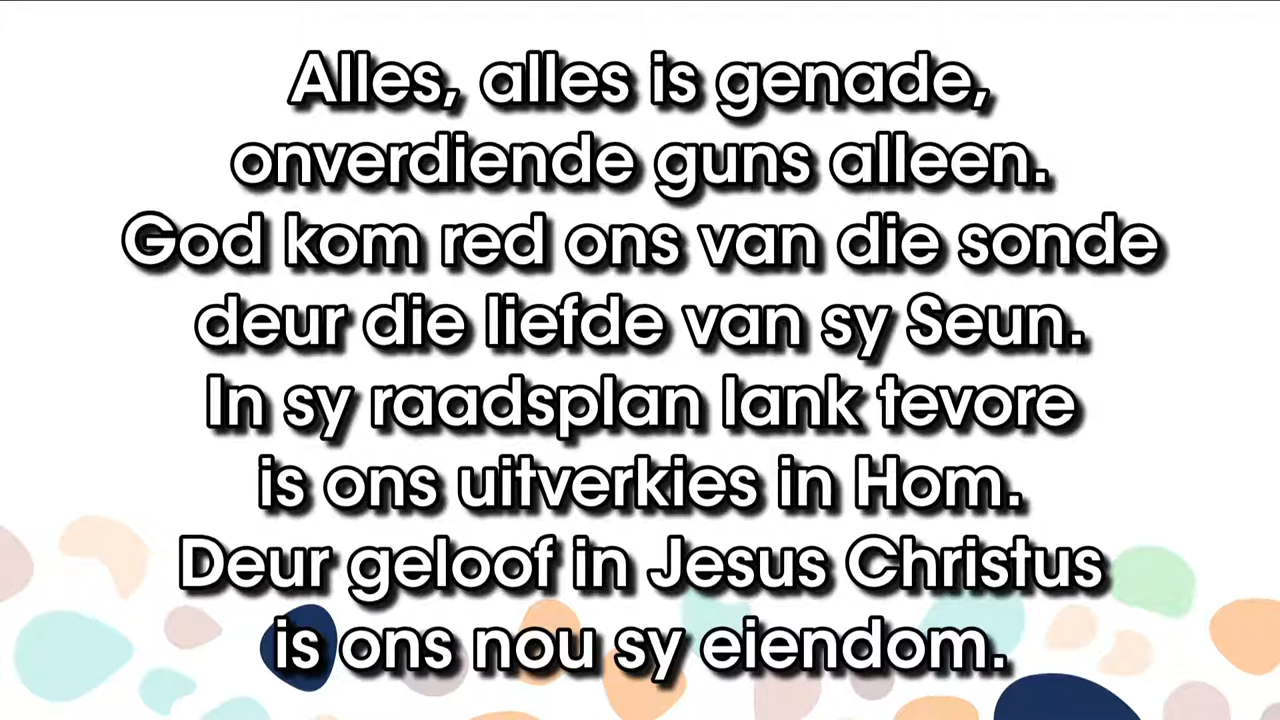 Alles, alles is genade,
onverdiende guns alleen.
God kom red ons van die sonde
deur die liefde van sy Seun.
In sy raadsplan lank tevore
is ons uitverkies in Hom.
Deur geloof in Jesus Christus
is ons nou sy eiendom.